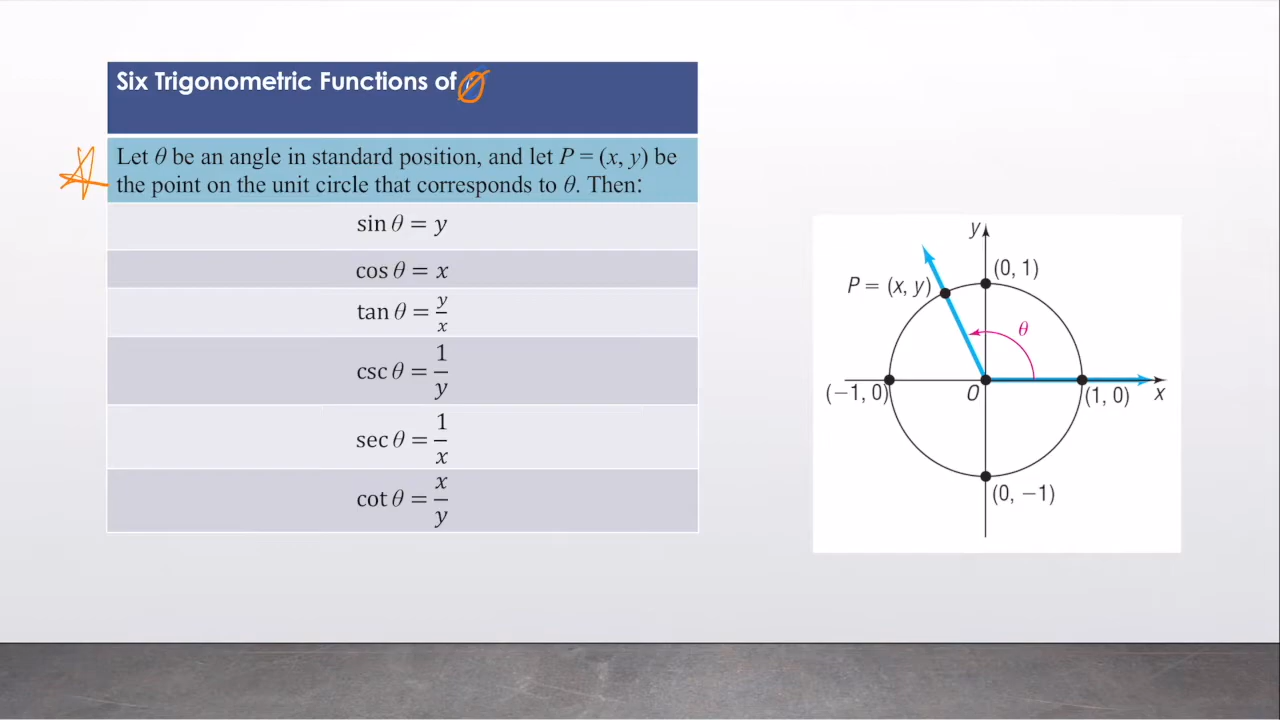 Six Trigonometric Functions of θ
Let θ be an angle in standard position, and let P = (x, y) be
the point on the unit circle that corresponds to θ. Then:
sin θ = y
cos θ = x
tan θ = y/x
csc θ = 1/y
sec θ = 1/x
cot θ = x/y
y
(0, 1)
P = (x, y)
θ
(−1, 0)
O
(1, 0)
x
(0, −1)